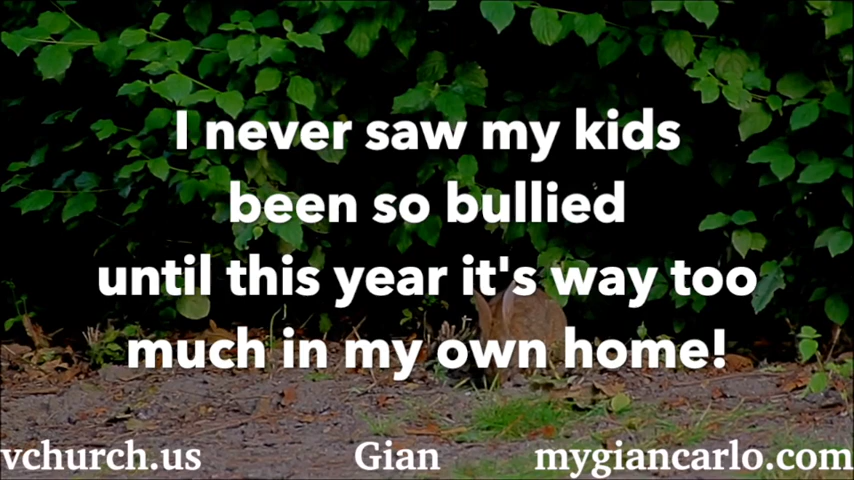 I never saw my kids
been so bullied
until this year it's way too
much in my own home!
vchurch.us Gian mygiancarlo.com